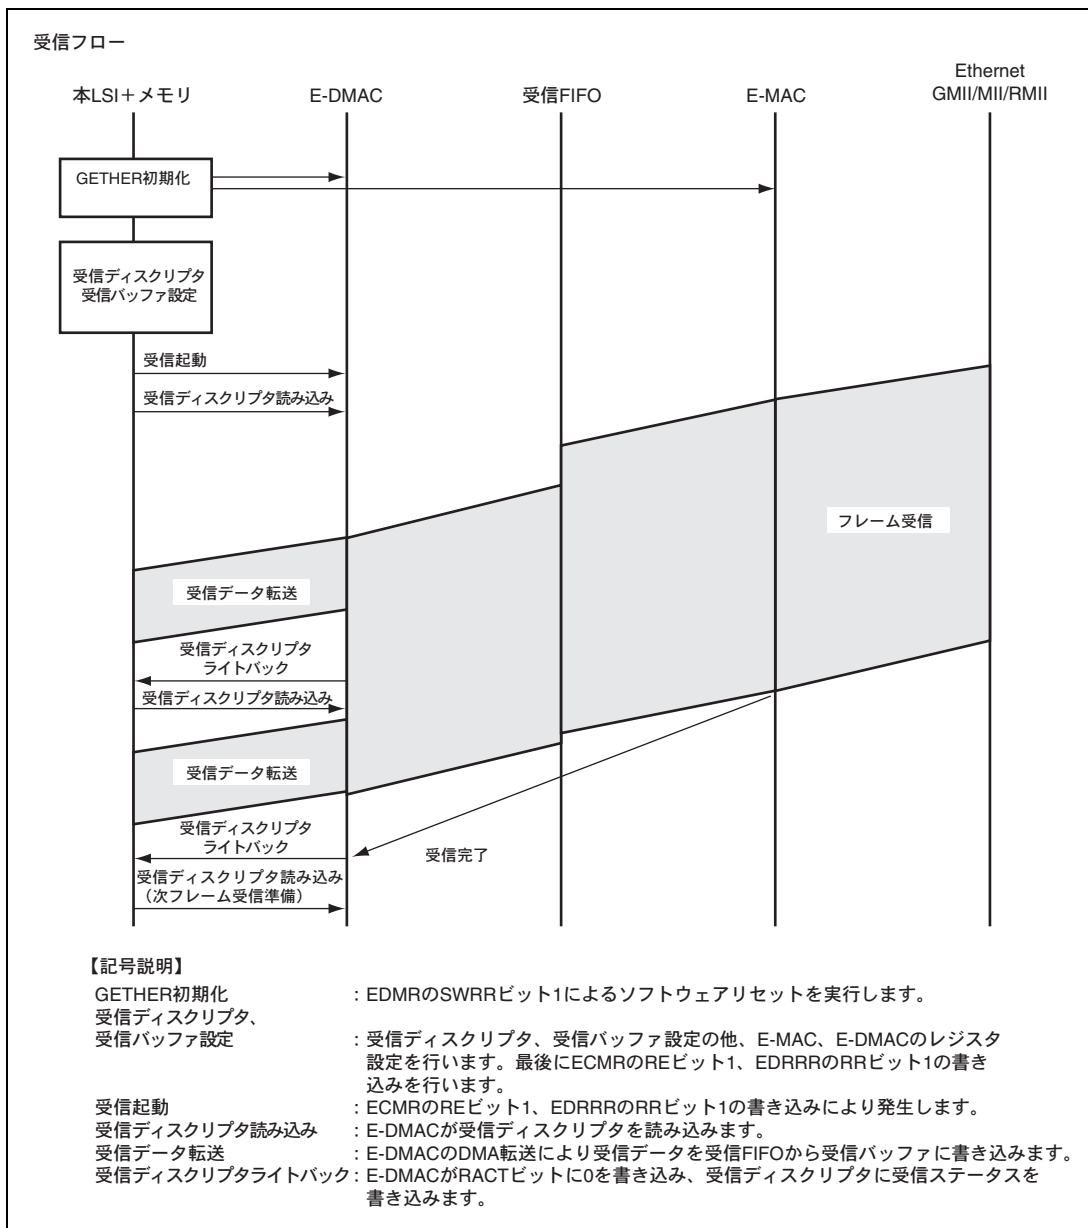 受信フロー
本LSI+メモリ
E-DMAC
受信FIFO
E-MAC
Ethernet
GMII/MII/RMII
GETHER初期化
受信ディスクリプタ
受信バッファ設定
受信起動
受信ディスクリプタ読み込み
フレーム受信
受信データ転送
受信ディスクリプタ
ライトバック
受信ディスクリプタ読み込み
受信データ転送
受信ディスクリプタ
ライトバック
受信完了
受信ディスクリプタ読み込み
(次フレーム受信準備)
【記号説明】
GETHER初期化 : EDMRのSWRRビット1によるソフトウェアリセットを実行します。
受信ディスクリプタ、
受信バッファ設定 : 受信ディスクリプタ、受信バッファ設定の他、E-MAC、E-DMACのレジスタ
設定を行います。最後にECMRのREビット1、EDRRRのRRビット1の書き
込みを行います。
受信起動 : ECMRのREビット1、EDRRRのRRビット1の書き込みにより発生します。
受信ディスクリプタ読み込み : E-DMACが受信ディスクリプタを読み込みます。
受信データ転送 : E-DMACのDMA転送により受信データを受信FIFOから受信バッファに書き込みます。
受信ディスクリプタライトバック : E-DMACがRACTビットに0を書き込み、受信ディスクリプタに受信ステータスを
書き込みます。